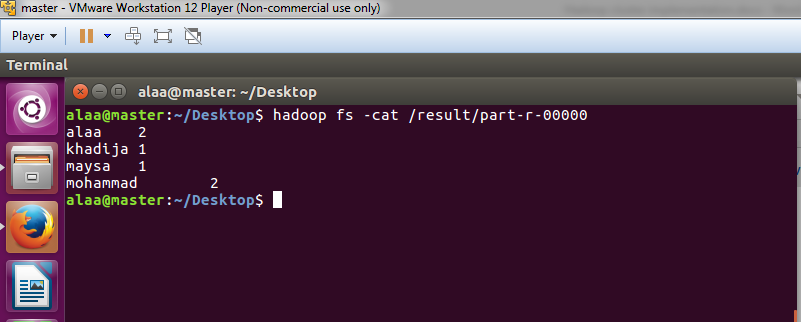 master - VMware Workstation 12 Player (Non-commercial use only)
Player
Terminal
alaa@master: ~/Desktop
alaa@master:~/Desktop$ hadoop fs -cat /result/part-r-00000
alaa 2
khadija 1
maysa 1
mohammad 2
alaa@master:~/Desktop$